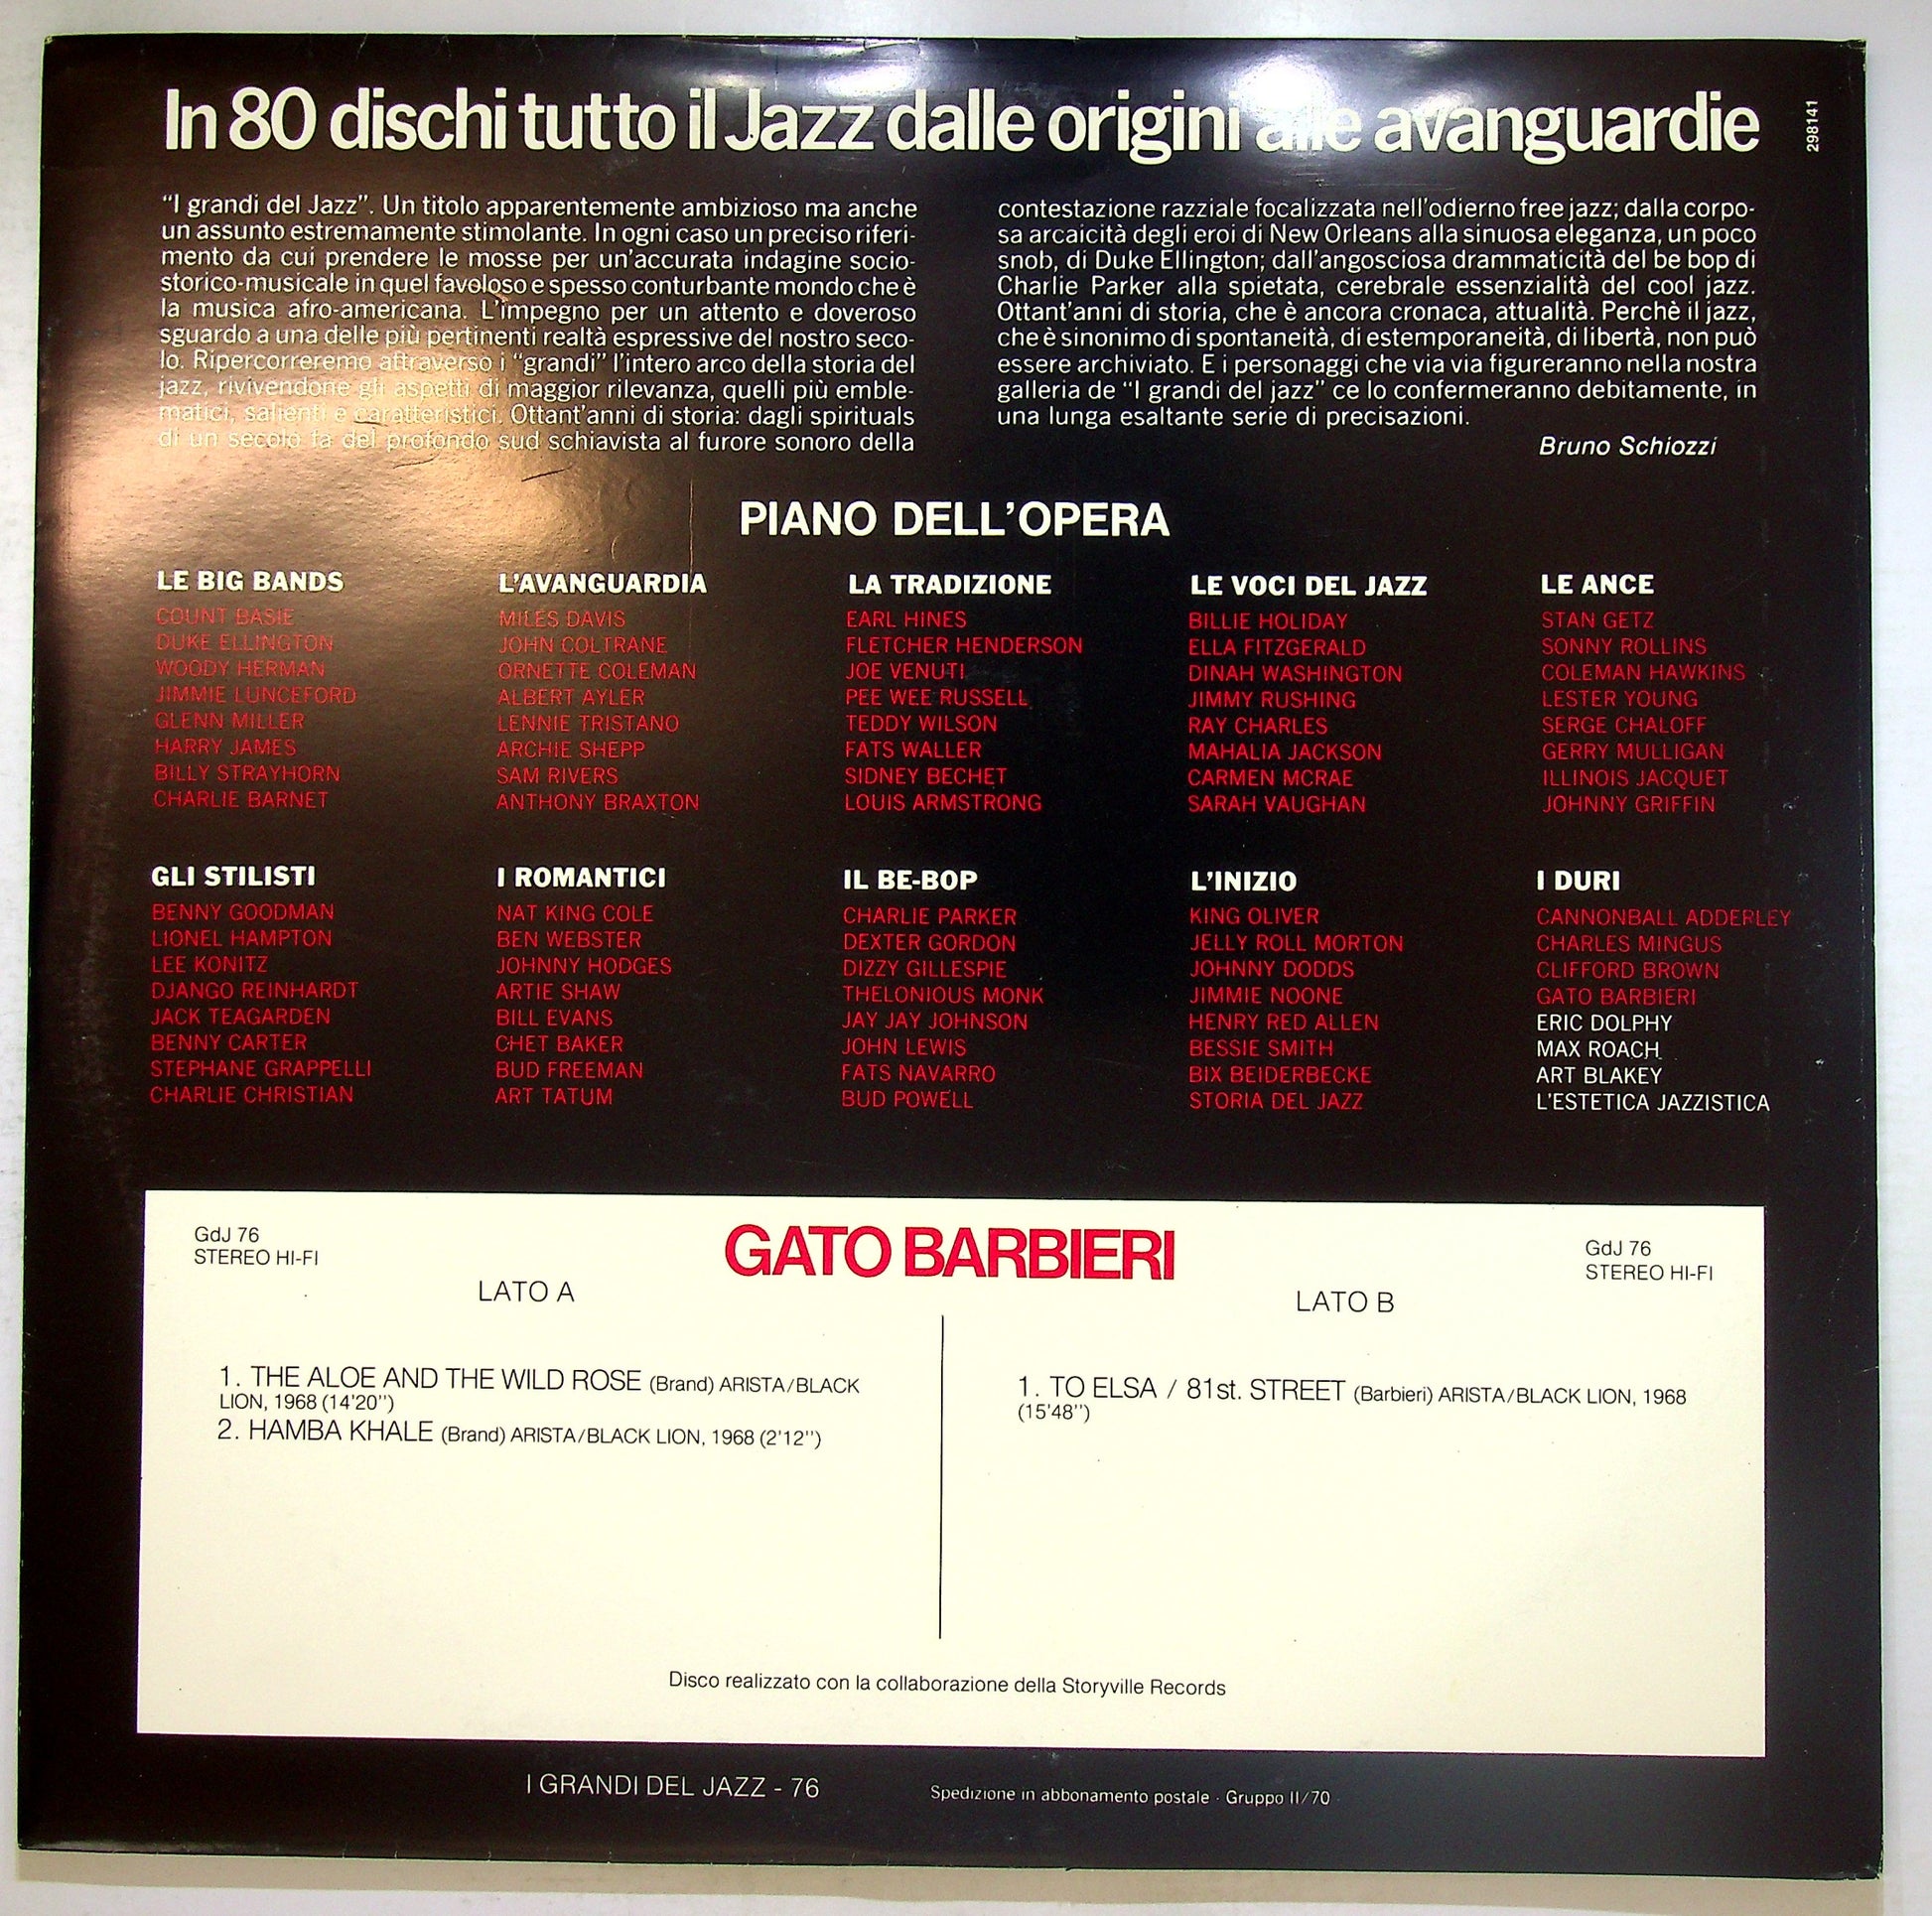 In 80 dischi tutto il Jazz dalle origini alle avanguardie
298141
“I grandi del Jazz”. Un titolo apparentemente ambizioso ma anche
un assunto estremamente stimolante. In ogni caso un preciso riferi-
mento da cui prendere le mosse per un'accurata indagine socio-
storico-musicale in quel favoloso e spesso conturbante mondo che è
la musica afro-americana. L'impegno per un attento e doveroso
sguardo a una delle più pertinenti realtà espressive del nostro seco-
lo. Ripercorreremo attraverso i “grandi” l'intero arco della storia del
jazz, rivivendone gli aspetti di maggior rilevanza, quelli più emble-
matici, salienti e caratteristici. Ottant'anni di storia: dagli spirituals
di un secolo fa del profondo sud schiavista al furore sonoro della
contestazione razziale focalizzata nell'odierno free jazz; dalla corpo-
sa arcaicità degli eroi di New Orleans alla sinuosa eleganza, un poco
snob, di Duke Ellington; dall'angosciosa drammaticità del be bop di
Charlie Parker alla spietata, cerebrale essenzialità del cool jazz.
Ottant'anni di storia, che è ancora cronaca, attualità. Perchè il jazz,
che è sinonimo di spontaneità, di estemporaneità, di libertà, non può
essere archiviato. E i personaggi che via via figureranno nella nostra
galleria de “I grandi del jazz” ce lo confermeranno debitamente, in
una lunga esaltante serie di precisazioni.
Bruno Schiozzi
PIANO DELL'OPERA
LE BIG BANDS
COUNT BASIE
DUKE ELLINGTON
WOODY HERMAN
JIMMIE LUNCEFORD
GLENN MILLER
HARRY JAMES
BILLY STRAYHORN
CHARLIE BARNET
L'AVANGUARDIA
MILES DAVIS
JOHN COLTRANE
ORNETTE COLEMAN
ALBERT AYLER
LENNIE TRISTANO
ARCHIE SHEPP
SAM RIVERS
ANTHONY BRAXTON
LA TRADIZIONE
EARL HINES
FLETCHER HENDERSON
JOE VENUTI
PEE WEE RUSSELL
TEDDY WILSON
FATS WALLER
SIDNEY BECHET
LOUIS ARMSTRONG
LE VOCI DEL JAZZ
BILLIE HOLIDAY
ELLA FITZGERALD
DINAH WASHINGTON
JIMMY RUSHING
RAY CHARLES
MAHALIA JACKSON
CARMEN MCRAE
SARAH VAUGHAN
LE ANCE
STAN GETZ
SONNY ROLLINS
COLEMAN HAWKINS
LESTER YOUNG
SERGE CHALOFF
GERRY MULLIGAN
ILLINOIS JACQUET
JOHNNY GRIFFIN
GLI STILISTI
BENNY GOODMAN
LIONEL HAMPTON
LEE KONITZ
DJANGO REINHARDT
JACK TEAGARDEN
BENNY CARTER
STEPHANE GRAPPELLI
CHARLIE CHRISTIAN
I ROMANTICI
NAT KING COLE
BEN WEBSTER
JOHNNY HODGES
ARTIE SHAW
BILL EVANS
CHET BAKER
BUD FREEMAN
ART TATUM
IL BE-BOP
CHARLIE PARKER
DEXTER GORDON
DIZZY GILLESPIE
THELONIOUS MONK
JAY JAY JOHNSON
JOHN LEWIS
FATS NAVARRO
BUD POWELL
L'INIZIO
KING OLIVER
JELLY ROLL MORTON
JOHNNY DODDS
JIMMIE NOONE
HENRY RED ALLEN
BESSIE SMITH
BIX BEIDERBECKE
STORIA DEL JAZZ
I DURI
CANNONBALL ADDERLEY
CHARLES MINGUS
CLIFFORD BROWN
GATO BARBIERI
ERIC DOLPHY
MAX ROACH
ART BLAKEY
L'ESTETICA JAZZISTICA
GATO BARBIERI
GdJ 76
STEREO HI-FI
LATO A
1. THE ALOE AND THE WILD ROSE (Brand) ARISTA/BLACK
LION, 1968 (14'20'')
2. HAMBA KHALE (Brand) ARISTA/BLACK LION, 1968 (2'12'')
GdJ 76
STEREO HI-FI
LATO B
1. TO ELSA / 81st. STREET (Barbieri) ARISTA/BLACK LION, 1968
(15'48'')
Disco realizzato con la collaborazione della Storyville Records
I GRANDI DEL JAZZ - 76
Spedizione in abbonamento postale - Gruppo II/70